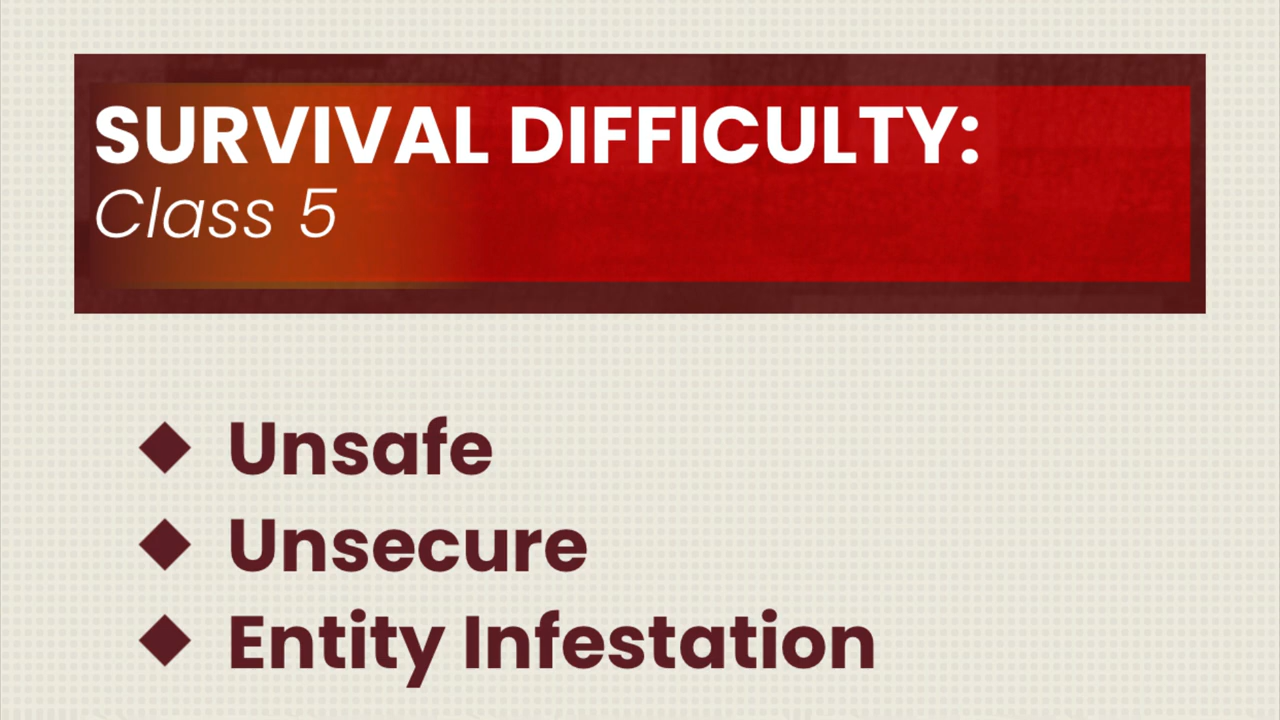 SURVIVAL DIFFICULTY:
Class 5
Unsafe
Unsecure
Entity Infestation